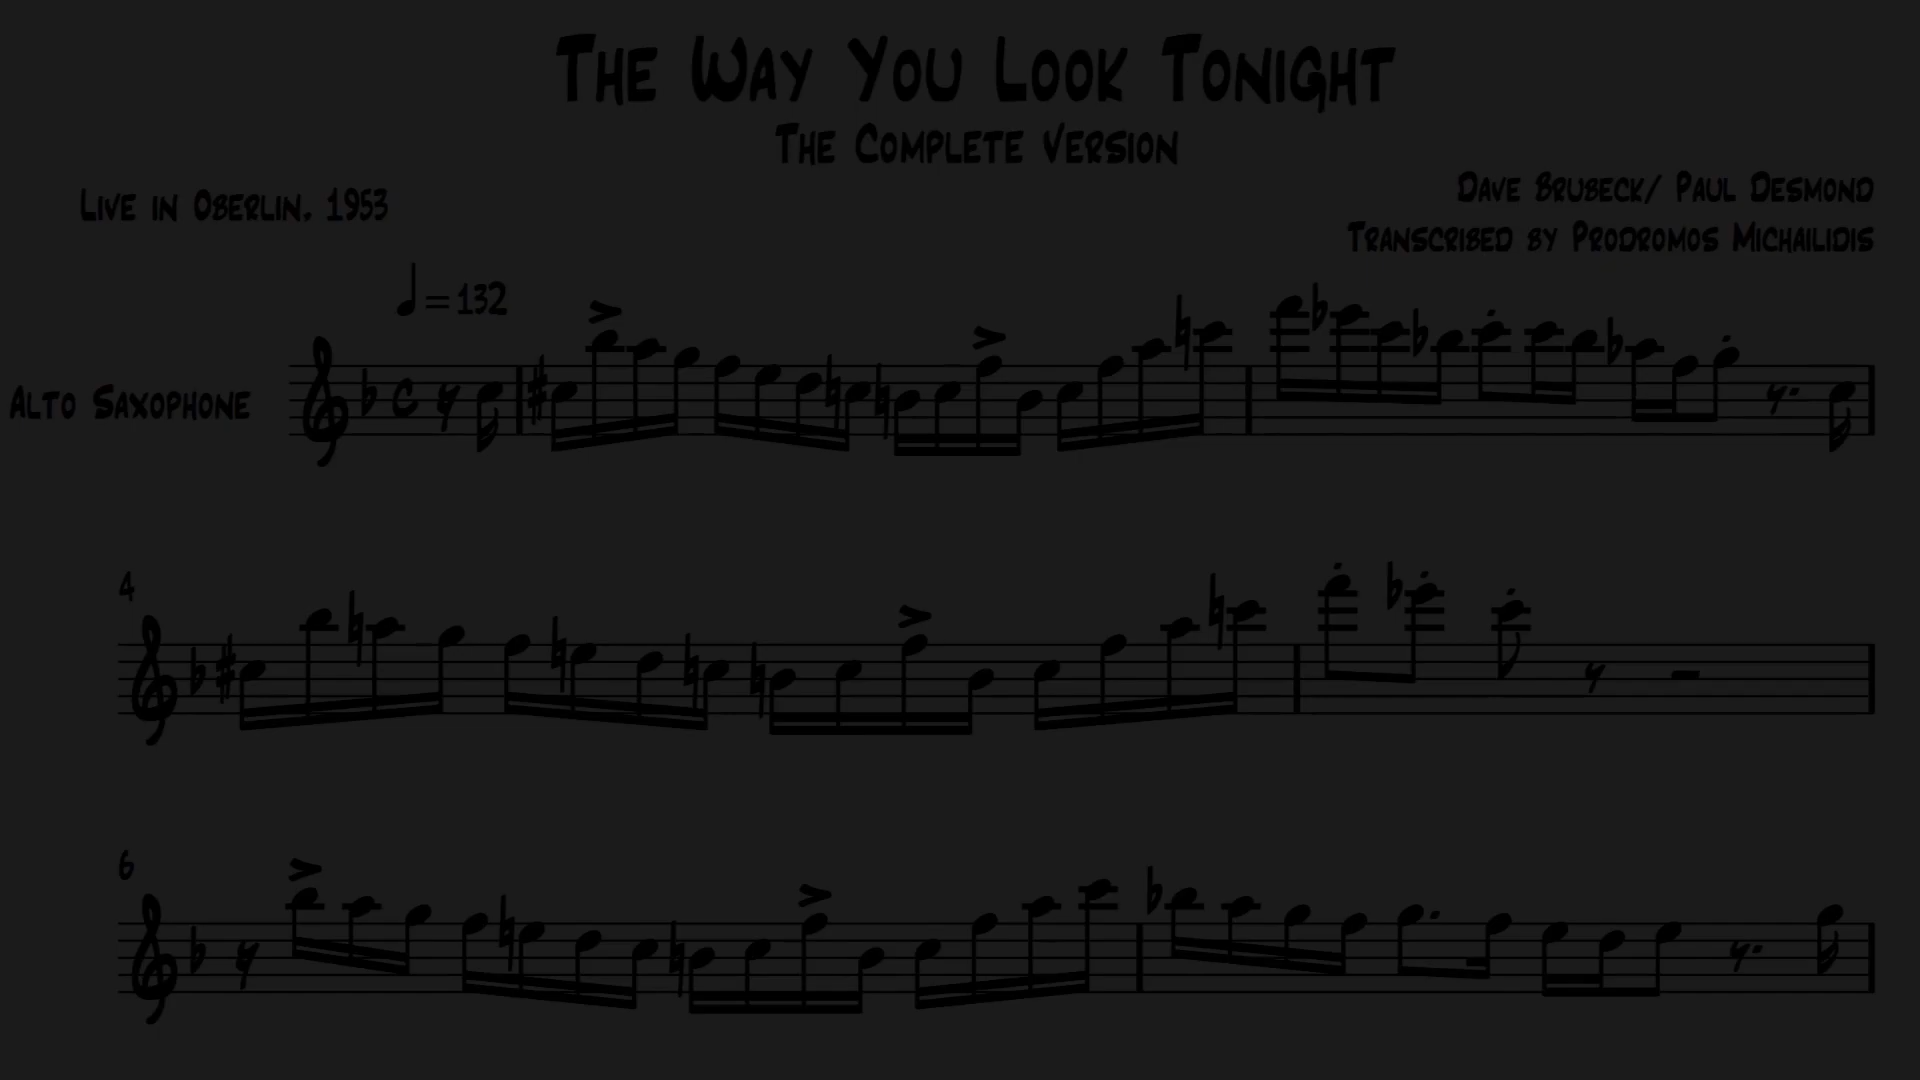 The Way You Look Tonight
The Complete Version
Live in Oberlin, 1953
Dave Brubeck/ Paul Desmond
Transcribed by Prodromos Michailidis
=132
Alto Saxophone
4
6